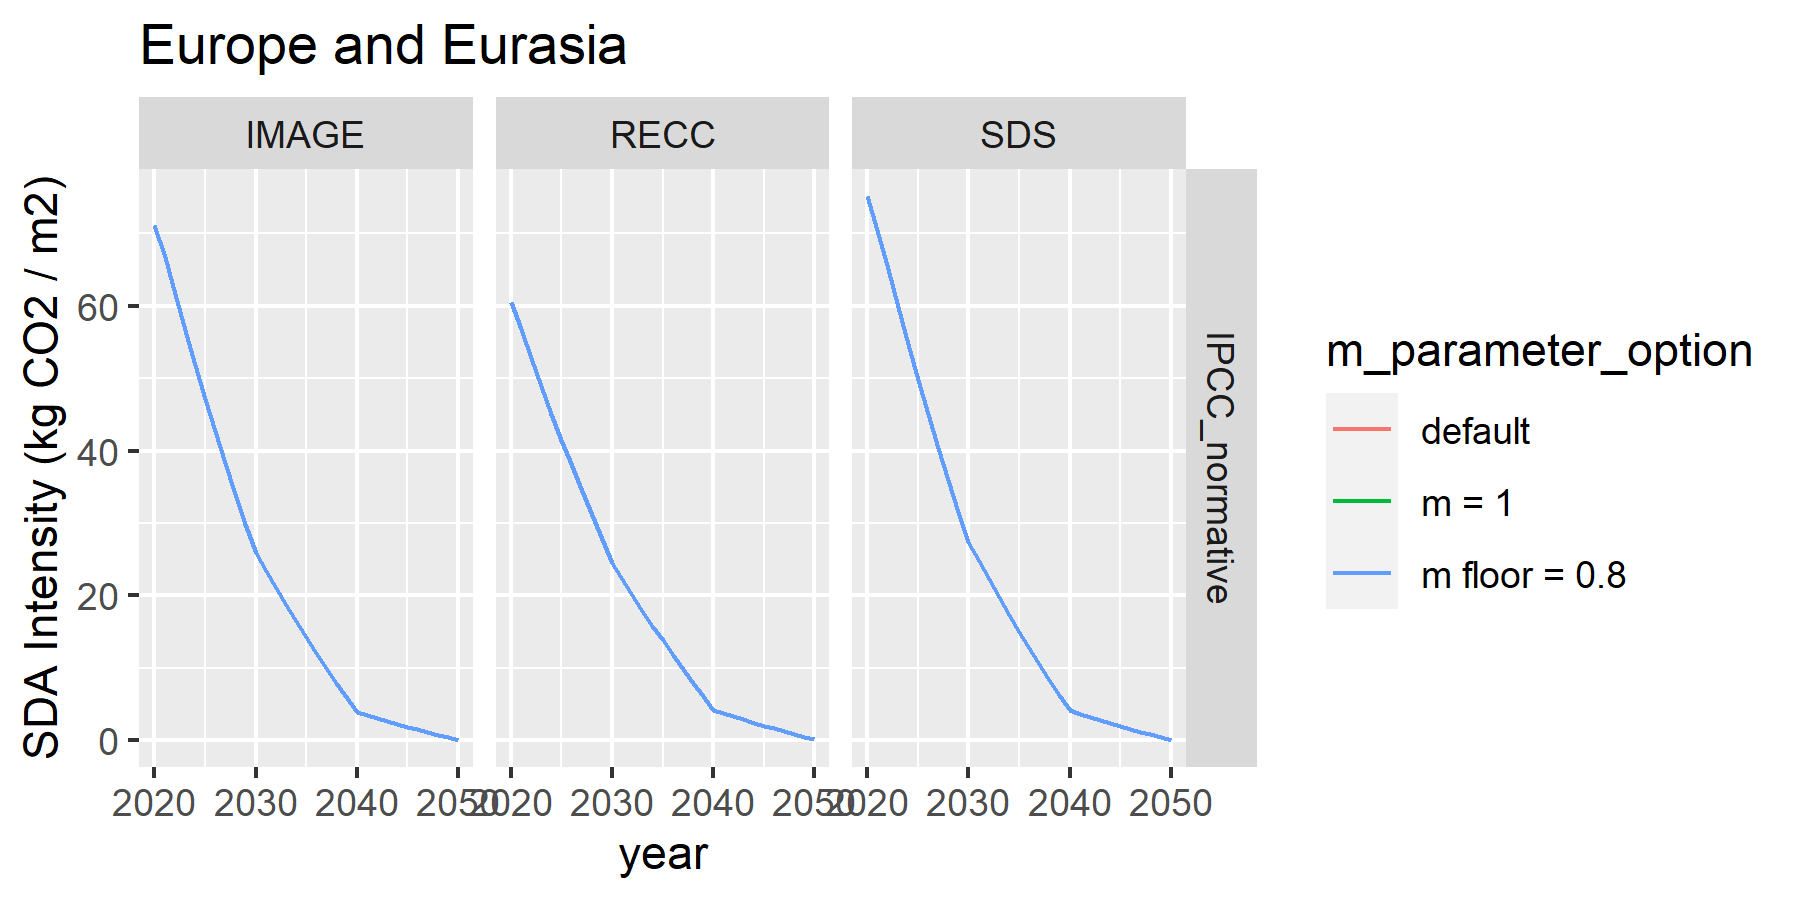 Europe and Eurasia
IMAGE RECC SDS
SDA Intensity (kg CO2 / m2)
60
40
20
0
IPCC_normative
2020 2030 2040 2050 2020 2030 2040 2050 2020 2030 2040 2050
year
m_parameter_option
default
m = 1
m floor = 0.8